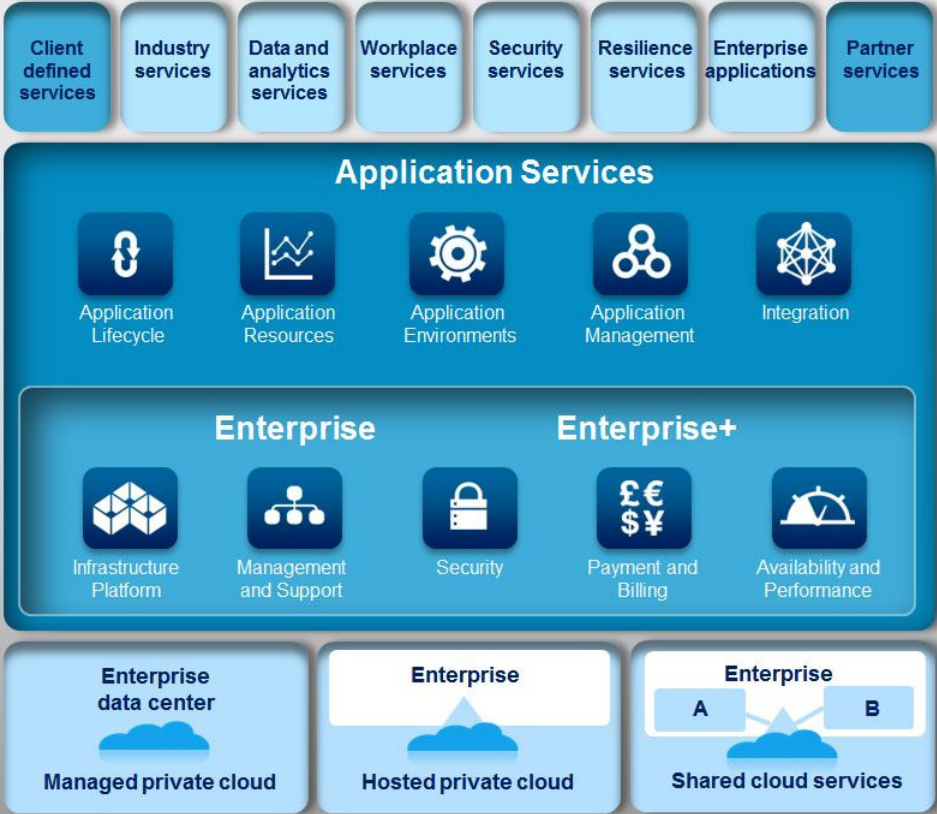 Client
defined
services
Industry
services
Data and
analytics
services
Workplace
services
Security
services
Resilience
services
Enterprise
applications
Partner
services
Application Services
Application
Lifecycle
Application
Resources
Application
Environments
Application
Management
Integration
Enterprise
Enterprise+
£€
$¥
Infrastructure
Platform
Management
and Support
Security
Payment and
Billing
Availability and
Performance
Enterprise
data center
Managed private cloud
Enterprise
Hosted private cloud
Enterprise
A
B
Shared cloud services